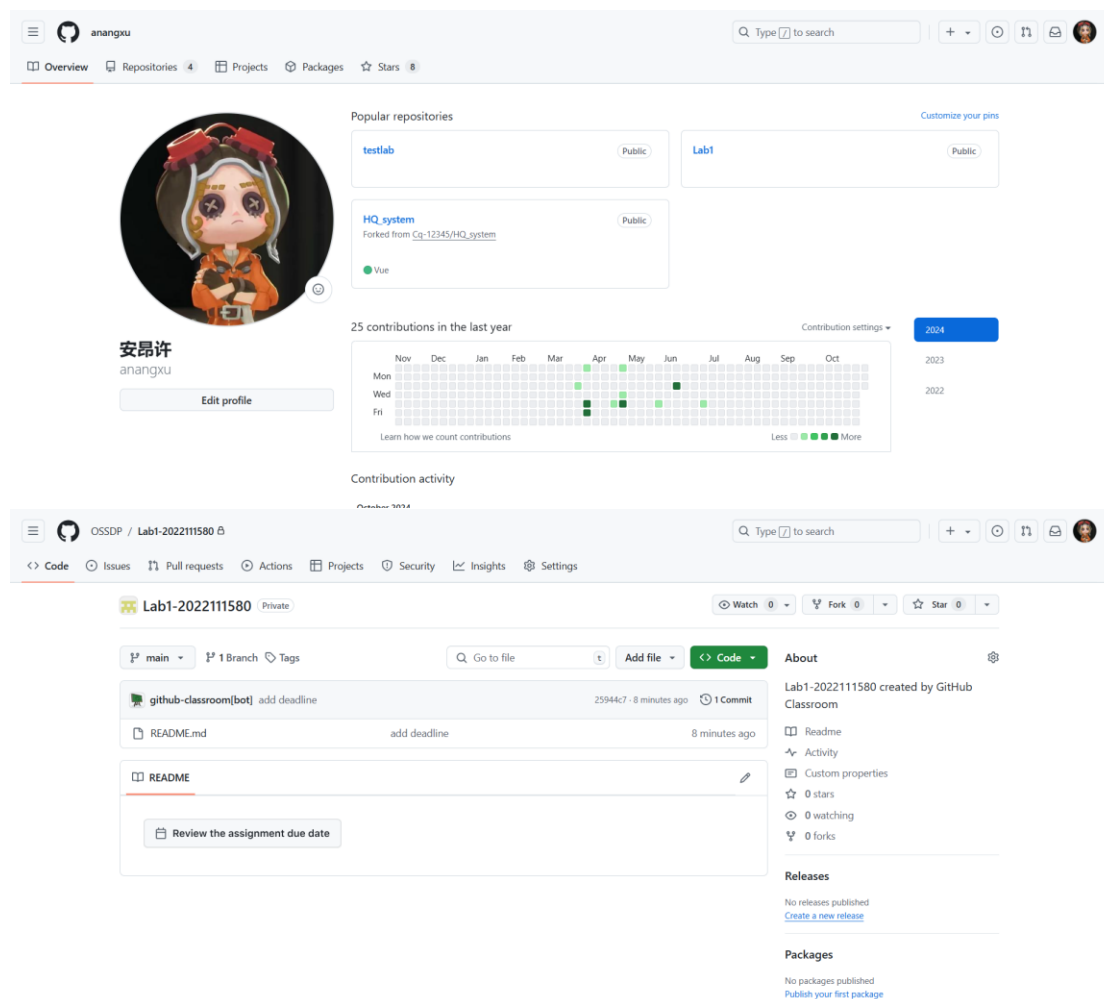 anangxu
Type / to search
Overview Repositories 4 Projects Packages Stars 8
Popular repositories Customize your pins
testlab Public
Lab1 Public
HQ_system Public
Forked from Cq-12345/HQ_system
Vue
安昂许
anangxu
Edit profile
25 contributions in the last year Contribution settings
2024
2023
2022
Nov Dec Jan Feb Mar Apr May Jun Jul Aug Sep Oct
Mon
Wed
Fri
Learn how we count contributions Less More
Contribution activity
October 2024
OSSDP / Lab1-2022111580 Type / to search
Code Issues Pull requests Actions Projects Security Insights Settings
Lab1-2022111580 Private Watch 0 Fork 0 Star 0
main 1 Branch Tags Go to file t Add file Code
github-classroom[bot] add deadline 25944c7 · 8 minutes ago 1 Commit
README.md add deadline 8 minutes ago
README
Review the assignment due date
About
Lab1-2022111580 created by GitHub
Classroom
Readme
Activity
Custom properties
0 stars
0 watching
0 forks
Releases
No releases published
Create a new release
Packages
No packages published
Publish your first package